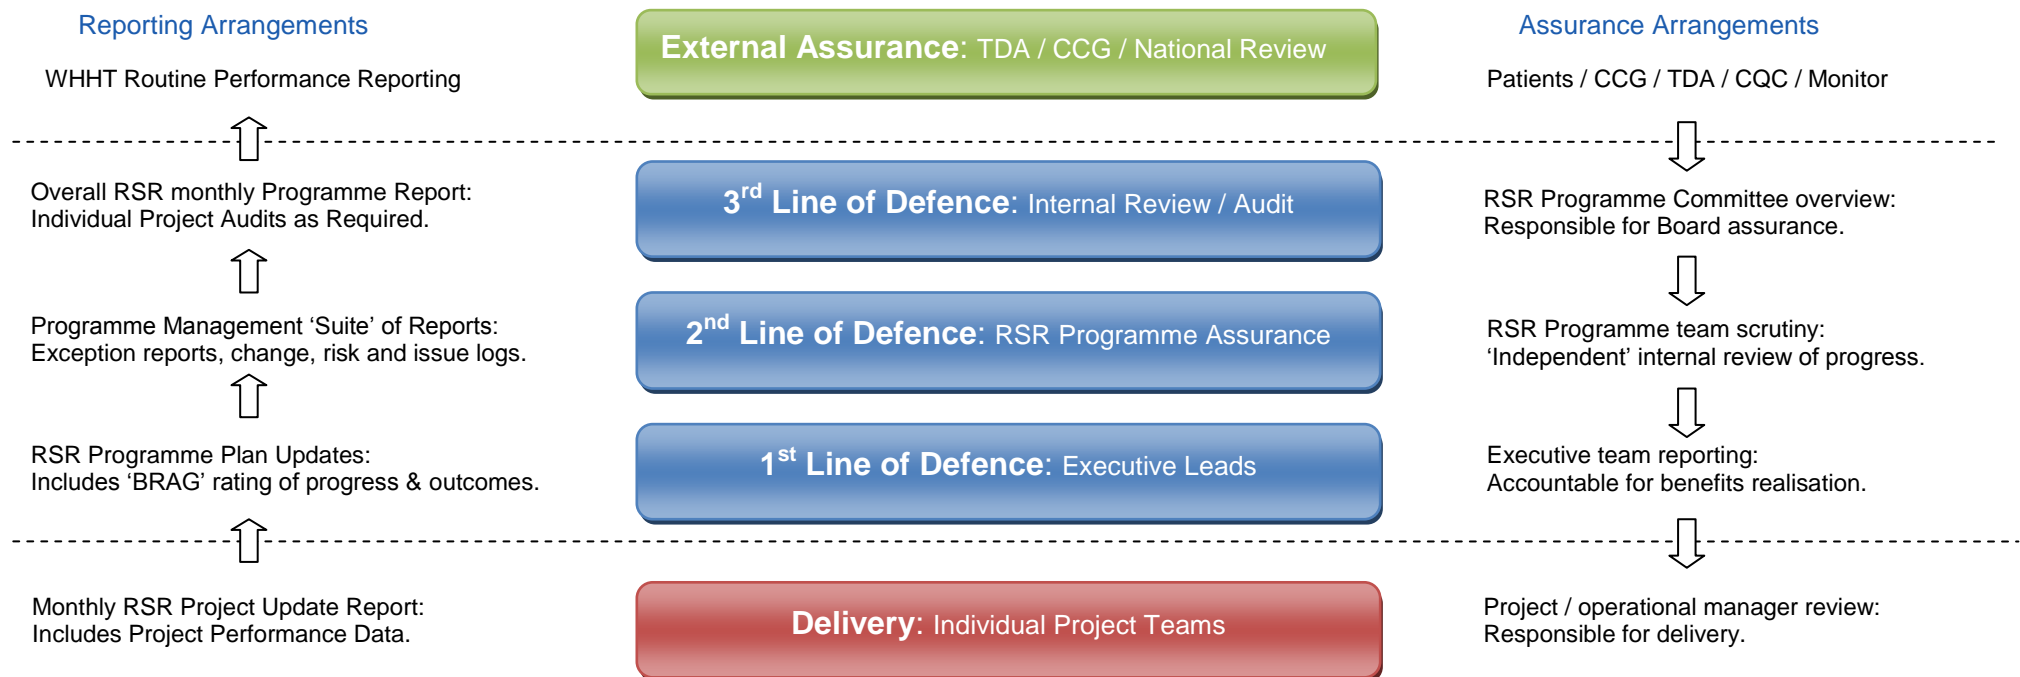 Reporting Arrangements
External Assurance: TDA / CCG / National Review
Assurance Arrangements
WHHT Routine Performance Reporting
Patients / CCG / TDA / CQC / Monitor
Overall RSR monthly Programme Report:
Individual Project Audits as Required.
3rd Line of Defence: Internal Review / Audit
RSR Programme Committee overview:
Responsible for Board assurance.
Programme Management ‘Suite’ of Reports:
Exception reports, change, risk and issue logs.
2nd Line of Defence: RSR Programme Assurance
RSR Programme team scrutiny:
‘Independent’ internal review of progress.
RSR Programme Plan Updates:
Includes ‘BRAG’ rating of progress & outcomes.
1st Line of Defence: Executive Leads
Executive team reporting:
Accountable for benefits realisation.
Monthly RSR Project Update Report:
Includes Project Performance Data.
Delivery: Individual Project Teams
Project / operational manager review:
Responsible for delivery.